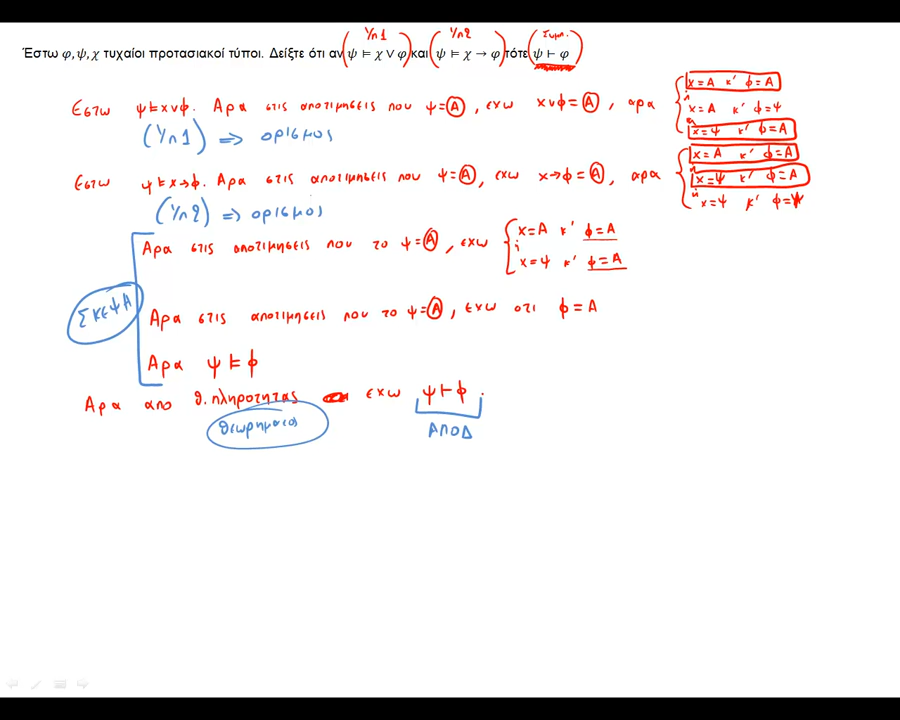 Υπ1 Υπ2 Συμπ.
Έστω φ, ψ, χ τυχαίοι προτασιακοί τύποι. Δείξτε ότι αν (ψ ⊨ χ ∨ φ) και (ψ ⊨ χ → φ) τότε (ψ ⊢ φ)
Εστω ψ⊨χ∨φ. Αρα στις αποτιμησεις που ψ=Α, εχω χ∨φ=Α, αρα
χ=Α κ' φ=Α
ή
χ=Α κ' φ=Ψ
ή
χ=Ψ κ' φ=Α
(Υπ1) => ορισμος
Εστω ψ⊨χ→φ. Αρα στις αποτιμησεις που ψ=Α, εχω χ→φ=Α, αρα
χ=Α κ' φ=Α
ή
χ=Ψ κ' φ=Α
ή
χ=Ψ κ' φ=Ψ
(Υπ2) => ορισμός
Αρα στις αποτιμησεις που το ψ=Α, εχω
χ=Α κ' φ=Α
ή
χ=Ψ κ' φ=Α
ΣΚΕΨΑ
Αρα στις αποτιμησεις που το ψ=Α, εχω οτι φ=Α
Αρα ψ⊨φ
Αρα απο θ. πληροτητας εχω ψ⊢φ.
θεωρηματα ΑΠΟΔ